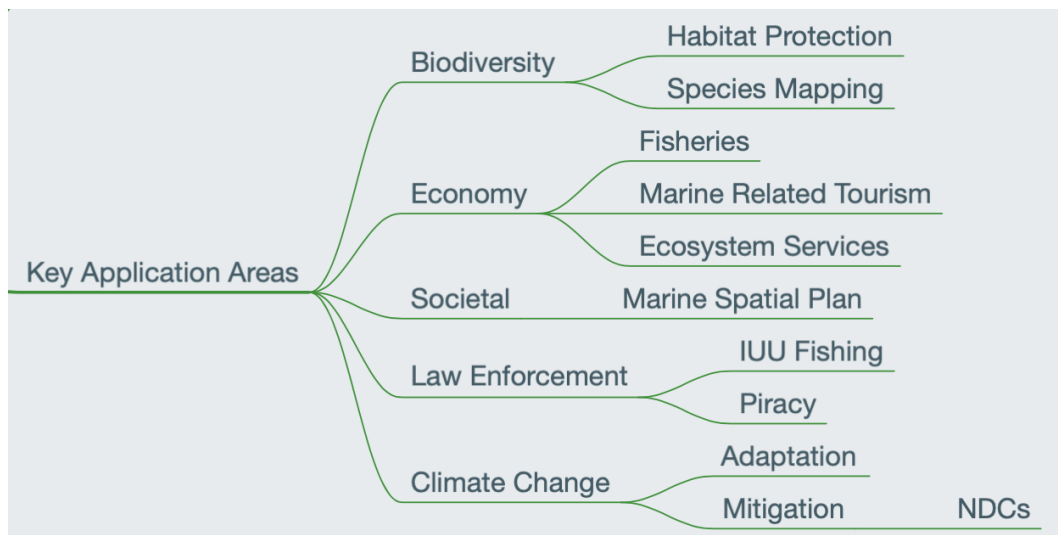 Key Application Areas
Biodiversity
Habitat Protection
Species Mapping
Economy
Fisheries
Marine Related Tourism
Ecosystem Services
Societal
Marine Spatial Plan
Law Enforcement
IUU Fishing
Piracy
Climate Change
Adaptation
Mitigation
NDCs